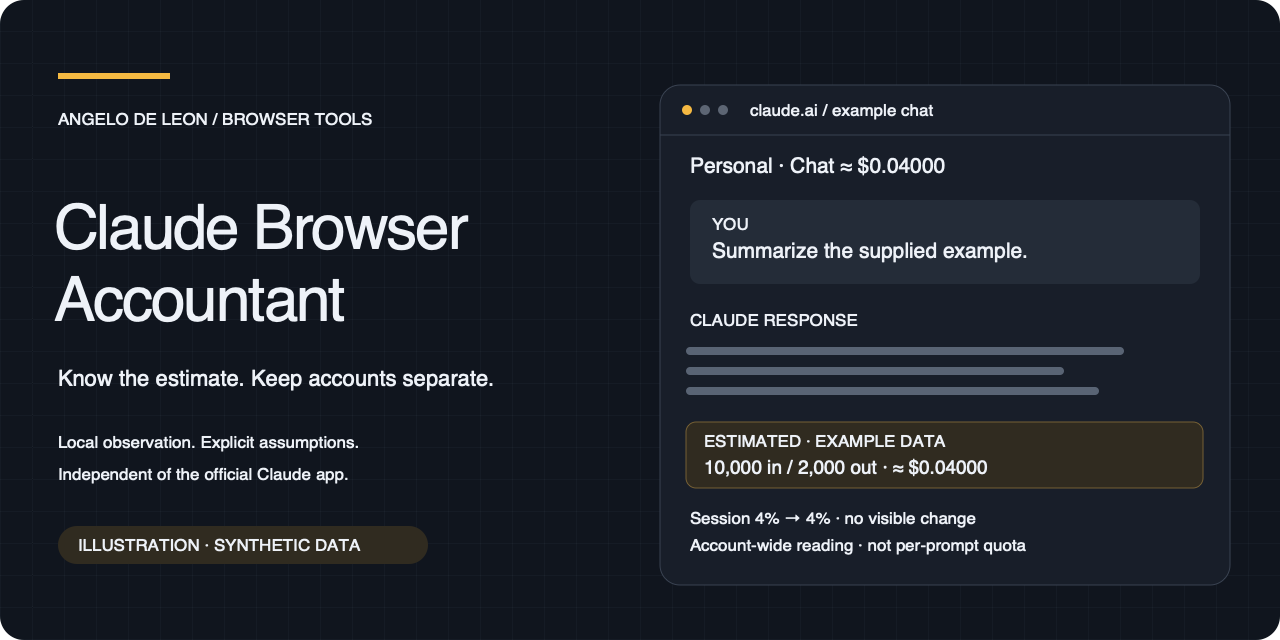 ANGELO DE LEON / BROWSER TOOLS
Claude Browser
Accountant
Know the estimate. Keep accounts separate.
Local observation. Explicit assumptions.
Independent of the official Claude app.
ILLUSTRATION · SYNTHETIC DATA
claude.ai / example chat
Personal · Chat ≈ $0.04000
YOU
Summarize the supplied example.
CLAUDE RESPONSE
ESTIMATED · EXAMPLE DATA
10,000 in / 2,000 out · ≈ $0.04000
Session 4% → 4% · no visible change
Account-wide reading · not per-prompt quota